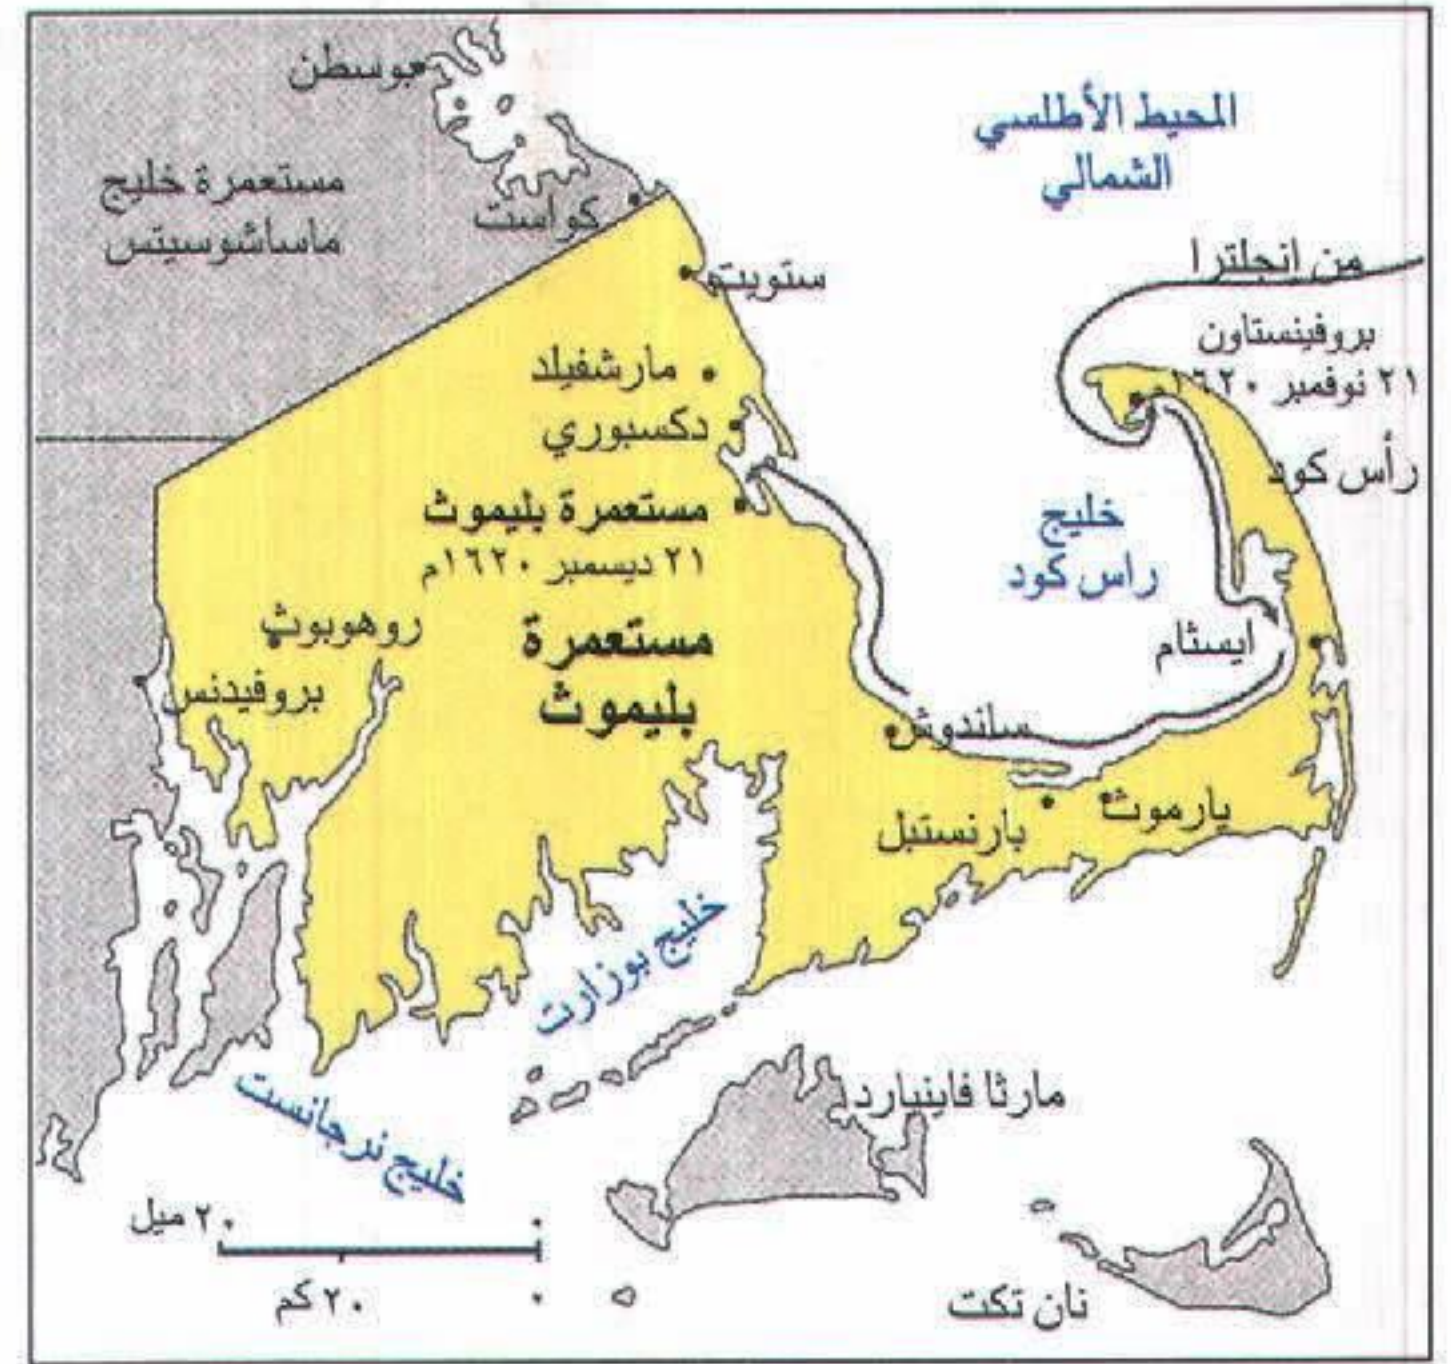 بوسطن
المحيط الأطلسي
الشمالي
مستعمرة خليج
ماساشوسيتس
كواست
من انجلترا
ستويت
بروفينستاون
٢١ نوفمبر ١٦٢٠م
مارشفيلد
دكسبوري
رأس كود
مستعمرة بليموث
٢١ ديسمبر ١٦٢٠م
خليج
راس كود
روهوبوث
مستعمرة
بليموث
ايستام
بروفيدنس
ساندوش
بارنستبل
يارموث
خليج بوزارت
خليج نرجانست
مارثا فاينيارد
٢٠ ميل ٠
٢٠ كم ٠
نان تكت